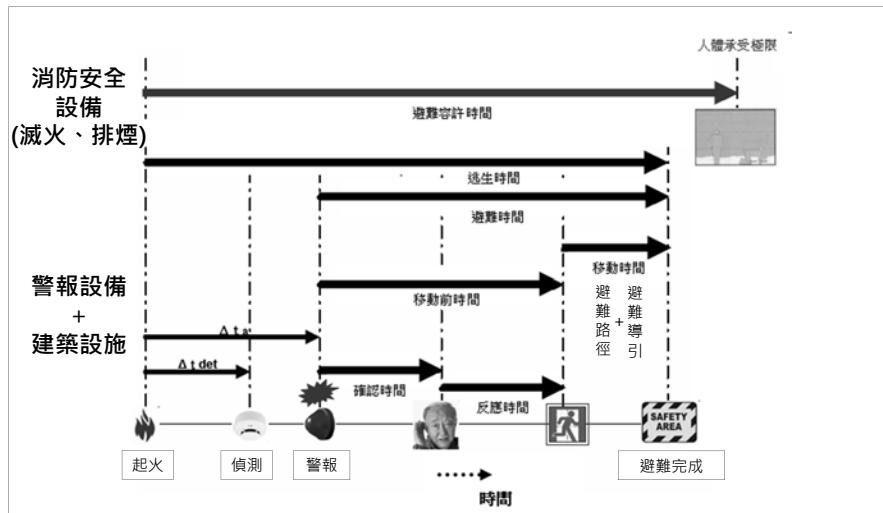 人體承受極限
消防安全
設備
(滅火、排煙)
避難容許時間
逃生時間
避難時間
移動時間
警報設備
+
建築設施
移動前時間
避難路徑
+
避難導引
Δ t a
Δ t det
確認時間
反應時間
SAFETY
AREA
起火
偵測
警報
避難完成
時間